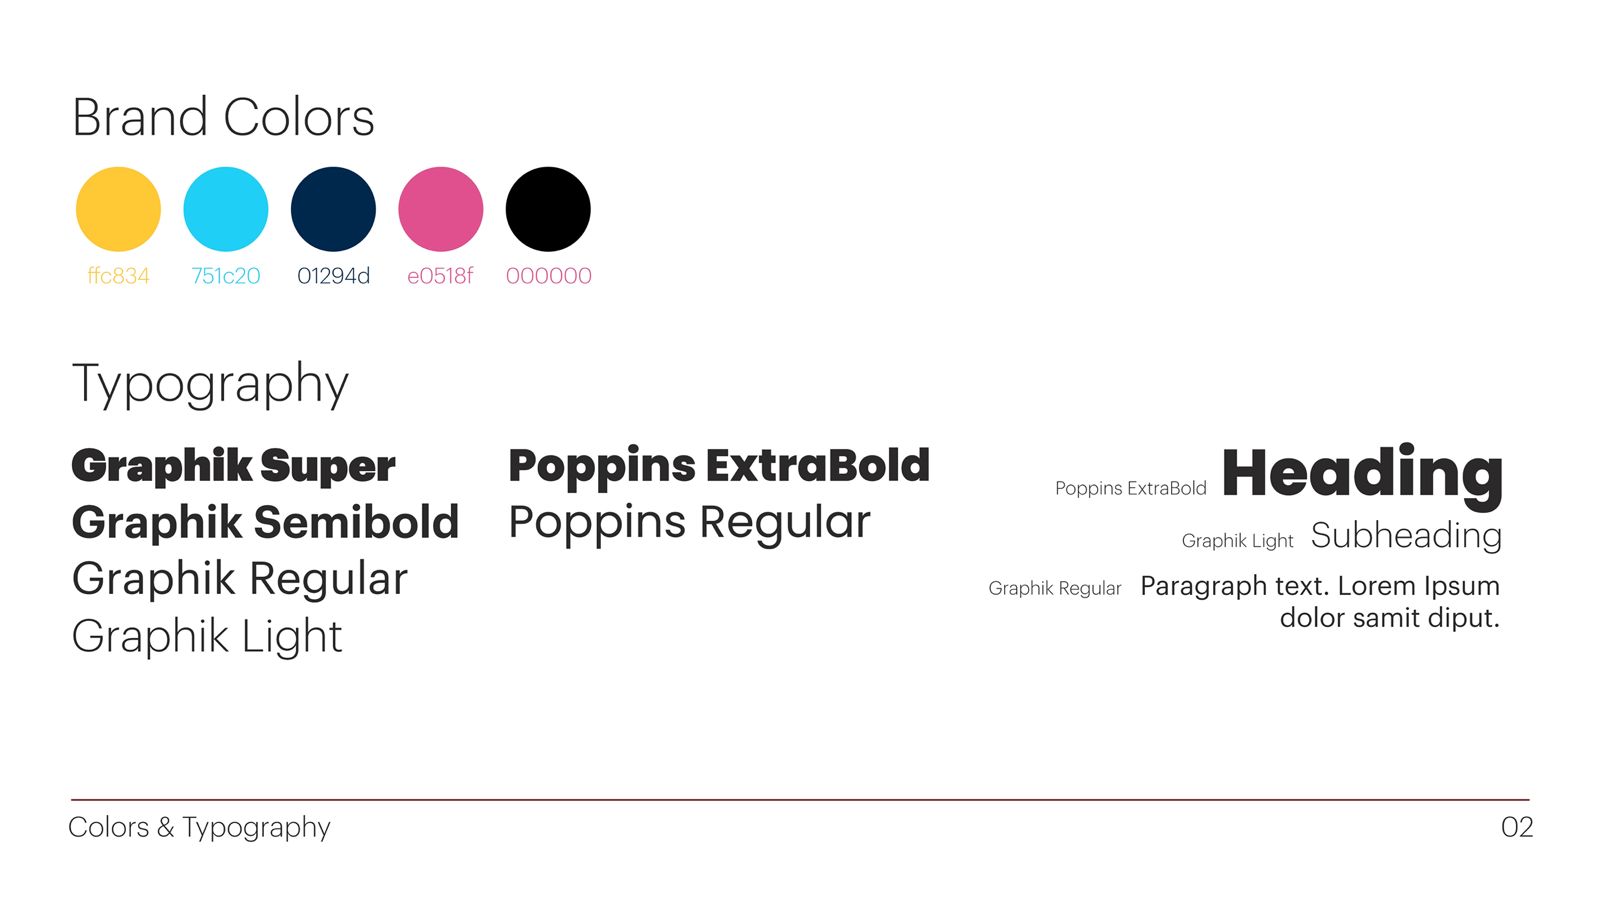 Brand Colors
ffc834 751c20 01294d e0518f 000000
Typography
Graphik Super
Graphik Semibold
Graphik Regular
Graphik Light
Poppins ExtraBold
Poppins Regular
Poppins ExtraBold Heading
Graphik Light Subheading
Graphik Regular Paragraph text. Lorem Ipsum
dolor samit diput.
Colors & Typography 02